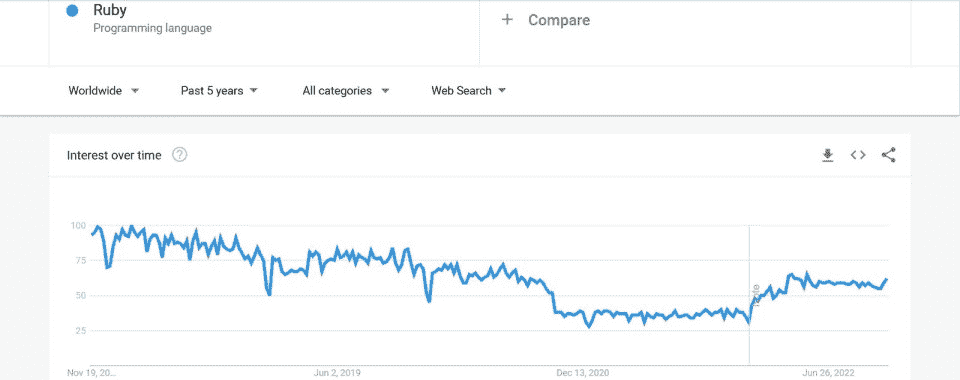 Ruby
Programming language
+ Compare
Worldwide
Past 5 years
All categories
Web Search
Interest over time
?
100
75
50
25
Note
Nov 19, 20...
Jun 2, 2019
Dec 13, 2020
Jun 26, 2022